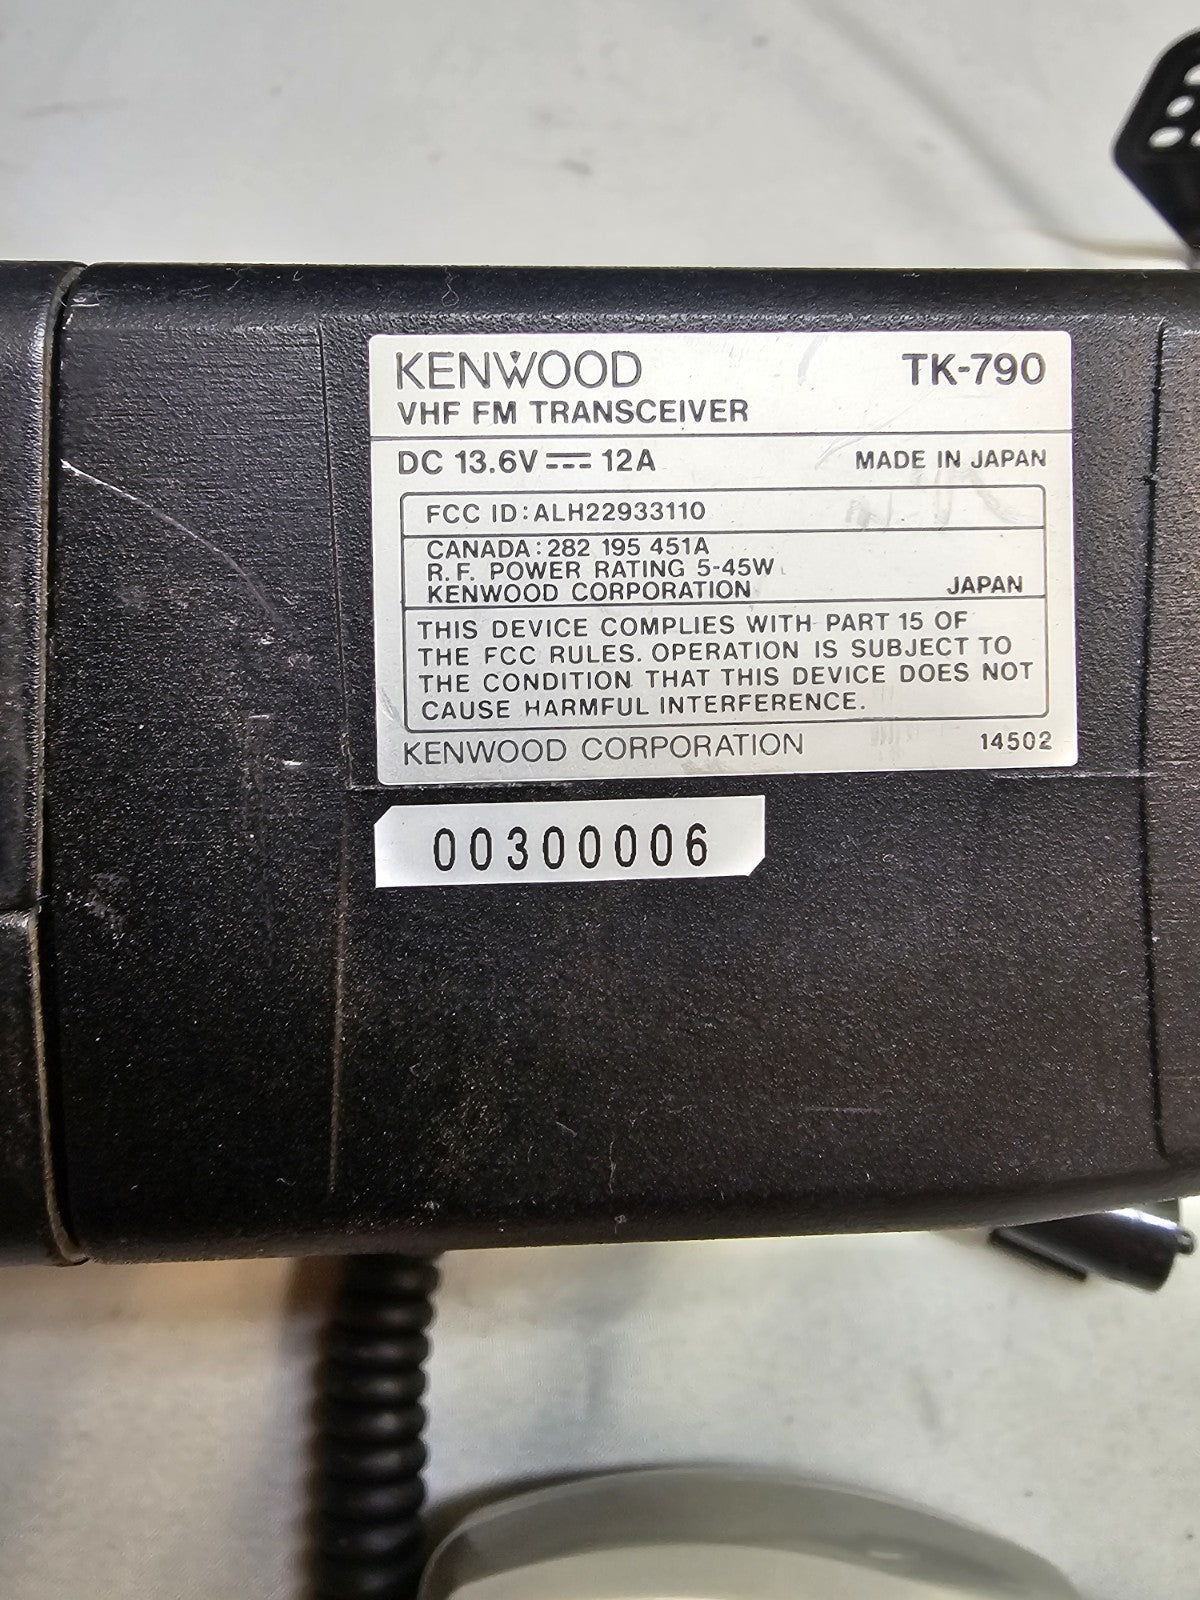 KENWOOD TK-790
VHF FM TRANSCEIVER
DC 13.6V 12A MADE IN JAPAN
FCC ID:ALH22933110
CANADA:282 195 451A
R.F. POWER RATING 5-45W
KENWOOD CORPORATION JAPAN
THIS DEVICE COMPLIES WITH PART 15 OF
THE FCC RULES. OPERATION IS SUBJECT TO
THE CONDITION THAT THIS DEVICE DOES NOT
CAUSE HARMFUL INTERFERENCE.
KENWOOD CORPORATION 14502
00300006